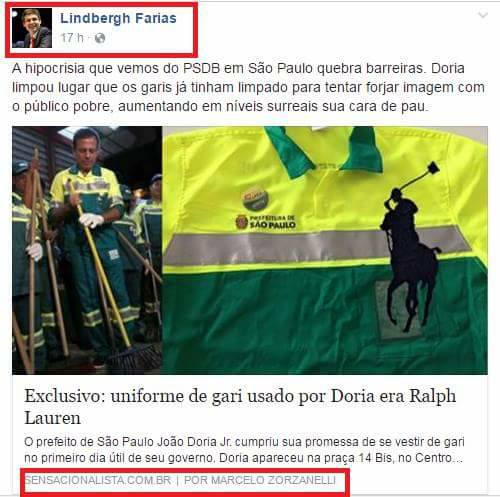 Lindbergh Farias
17 h ·
A hipocrisia que vemos do PSDB em São Paulo quebra barreiras. Doria
limpou lugar que os garis já tinham limpado para tentar forjar imagem com
o público pobre, aumentando em níveis surreais sua cara de pau.
PREFEITURA DE
SÃO PAULO
Exclusivo: uniforme de gari usado por Doria era Ralph
Lauren
O prefeito de São Paulo João Doria Jr. cumpriu sua promessa de se vestir de gari
no primeiro dia útil de seu governo. Doria apareceu na praça 14 Bis, no Centro...
SENSACIONALISTA.COM.BR | POR MARCELO ZORZANELLI